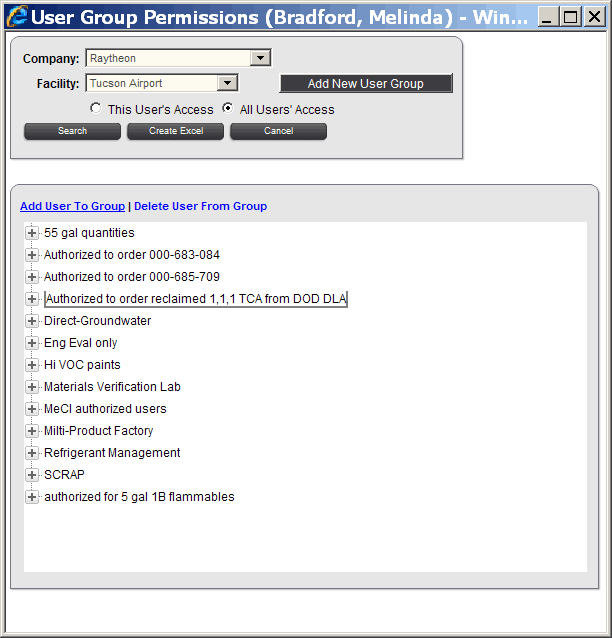 User Group Permissions (Bradford, Melinda) - Win...
Company: Raytheon
Facility: Tucson Airport Add New User Group
This User's Access All Users' Access
Search Create Excel Cancel
Add User To Group | Delete User From Group
55 gal quantities
Authorized to order 000-683-084
Authorized to order 000-685-709
Authorized to order reclaimed 1,1,1 TCA from DOD DLA
Direct-Groundwater
Eng Eval only
Hi VOC paints
Materials Verification Lab
MeCl authorized users
Milti-Product Factory
Refrigerant Management
SCRAP
authorized for 5 gal 1B flammables